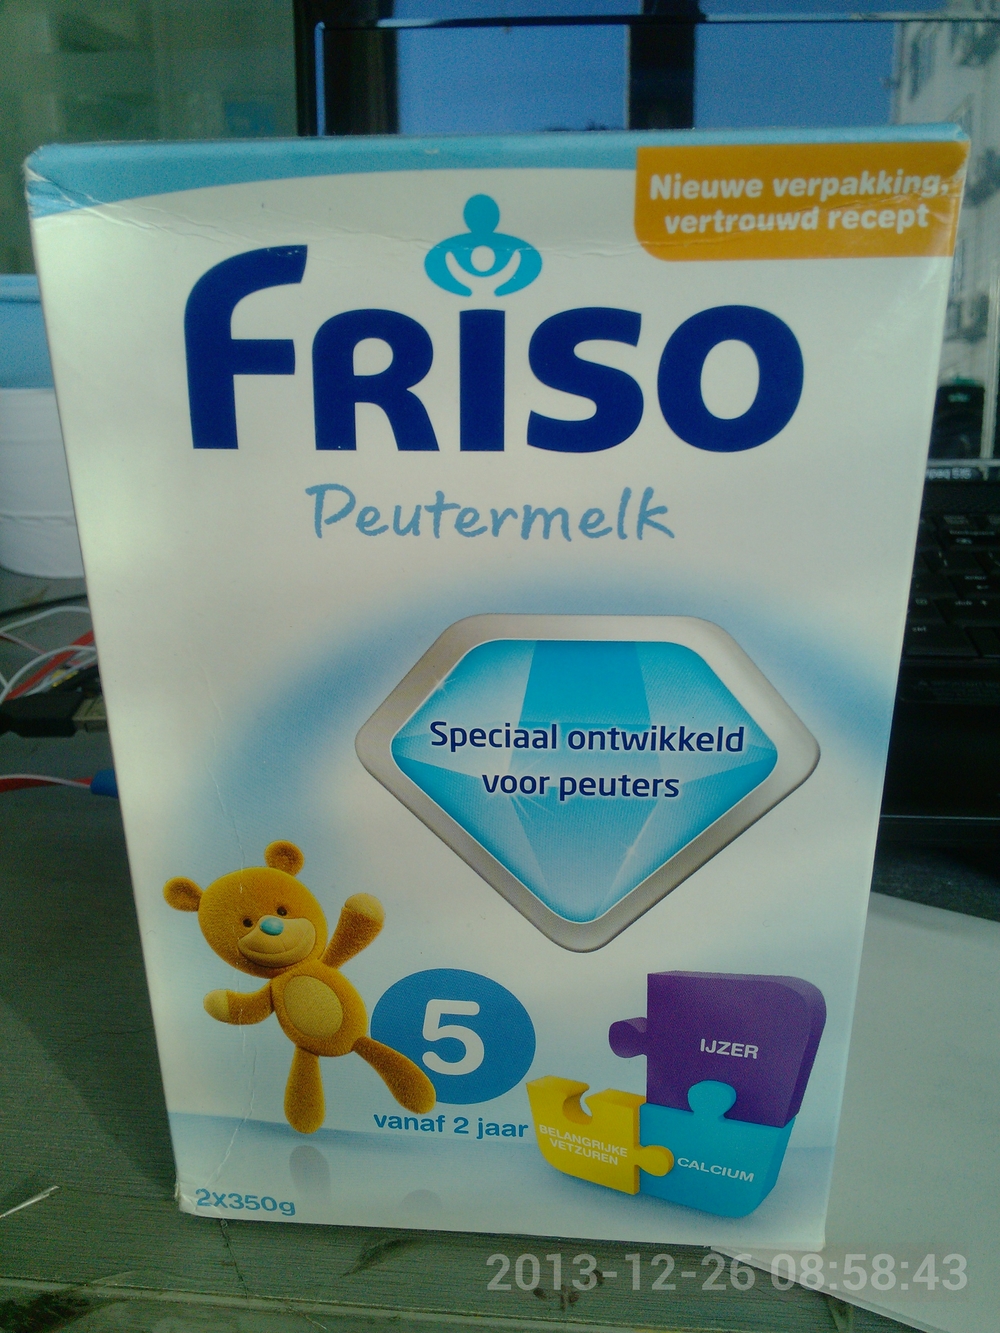 Nieuwe verpakking,
vertrouwd recept
FRISO
Peutermelk
Speciaal ontwikkeld
voor peuters
5
vanaf 2 jaar
IJZER
BELANGRIJKE
VETZUREN
CALCIUM
2x350g
2013-12-26 08:58:43